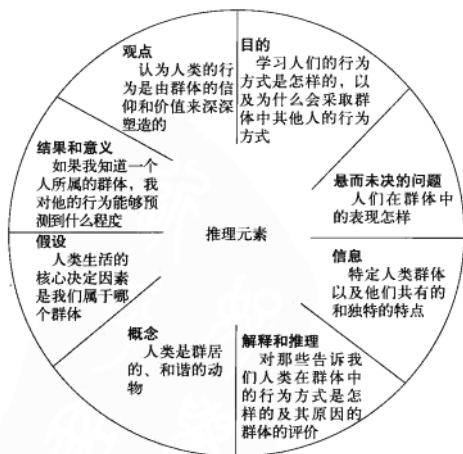 观点
认为人类的行
为是由群体的信
仰和价值来深深
塑造的
目的
学习人们的行为
方式是怎样的，以
及为什么会采取群
体中其他人的行为
方式
悬而未决的问题
人们在群体中
的表现怎样
信息
特定人类群体
以及他们共有的
和独特的特点
解释和推理
对那些告诉我
们人类在群体中
的行为方式是怎
样的及其原因的
群体的评价
概念
人类是群居
的、和谐的动
物
假设
人类生活的
核心决定因素
是我们属于哪
个群体
结果和意义
如果我知道一个
人所属的群体，我
对他的行为能够预
测到什么程度
推理元素